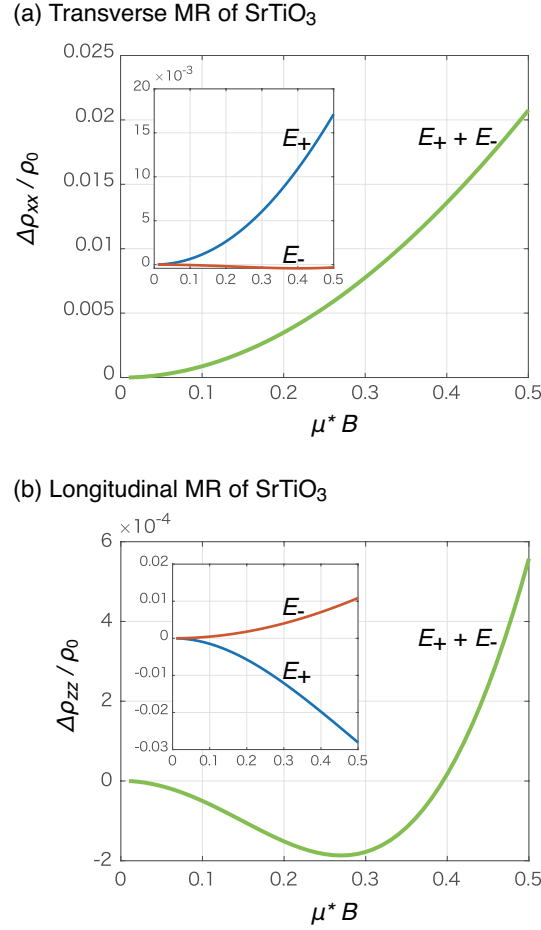 (a) Transverse MR of SrTiO3
0.025
0.02
0.015
0.01
0.005
0
Δρxx / ρ0
×10-3
20
15
10
5
0
E+
E-
0 0.1 0.2 0.3 0.4 0.5
E+ + E-
0 0.1 0.2 0.3 0.4 0.5
μ* B
(b) Longitudinal MR of SrTiO3
×10-4
6
4
2
0
-2
Δρzz / ρ0
0.02
0.01
0
-0.01
-0.02
-0.03
E-
E+
0 0.1 0.2 0.3 0.4 0.5
E+ + E-
0 0.1 0.2 0.3 0.4 0.5
μ* B